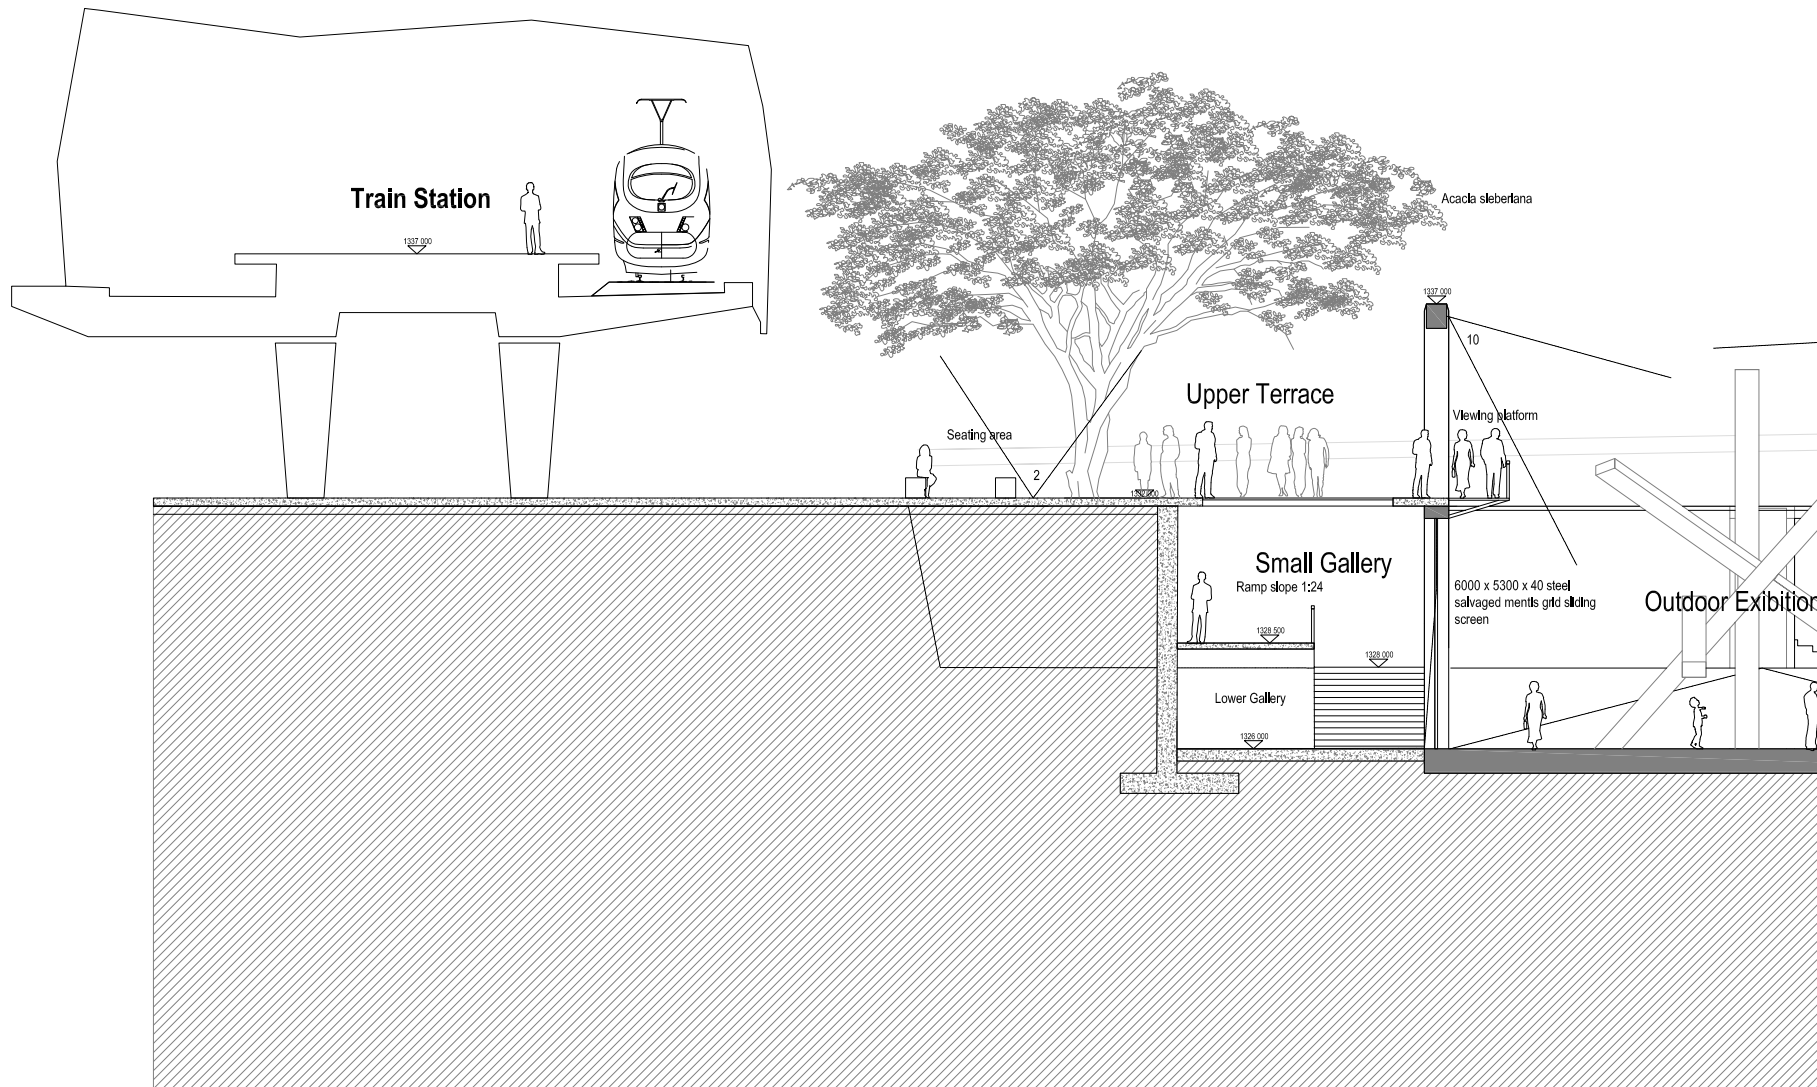 Train Station
1337 000
Acacia sieberiana
1337 000
10
Upper Terrace
Viewing platform
Seating area
2
1332 000
Small Gallery
Ramp slope 1:24
6000 x 5300 x 40 steel
salvaged mentis grid sliding
screen
Outdoor Exibition
1328 500
1328 000
Lower Gallery
1326 000